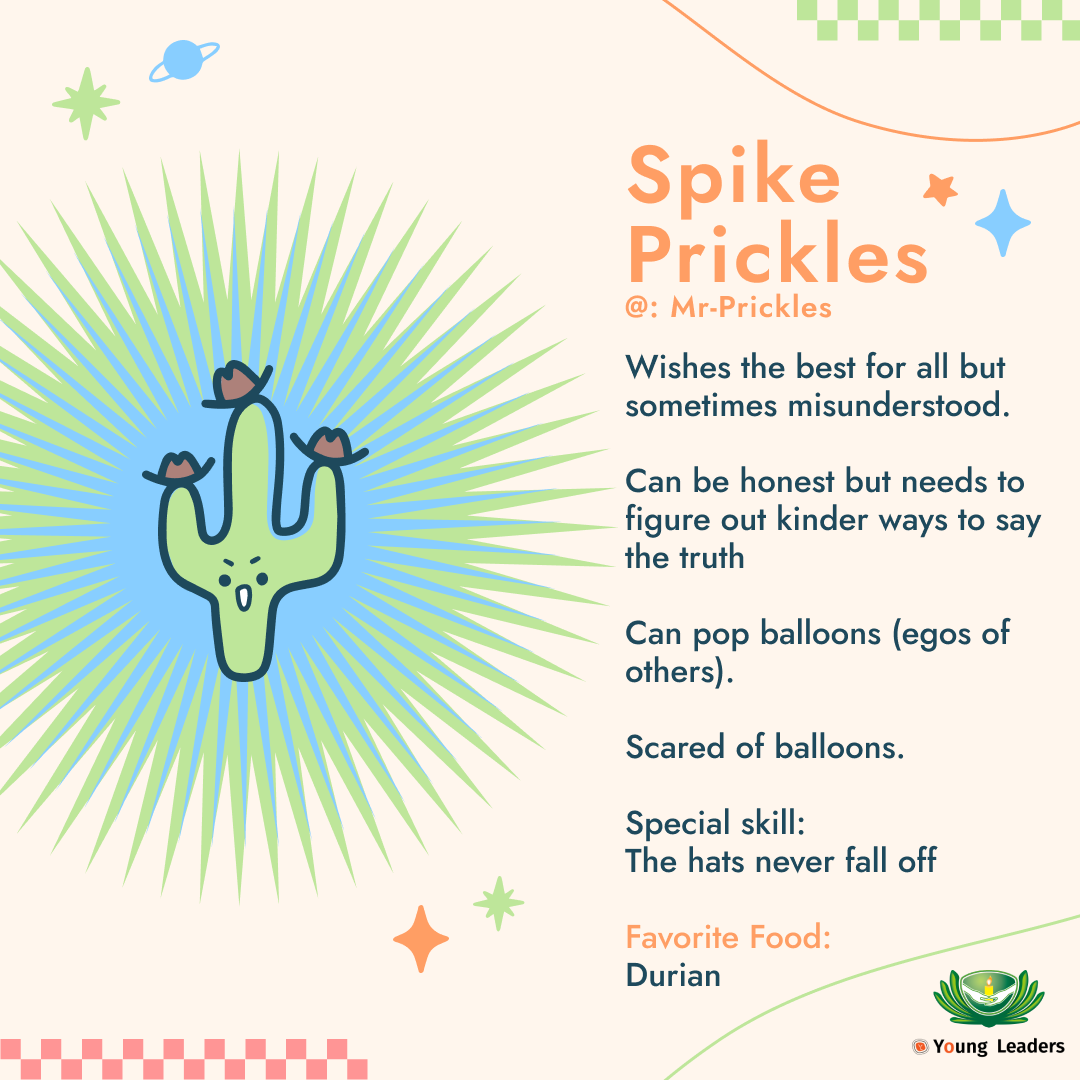 Spike
Prickles
@: Mr-Prickles
Wishes the best for all but
sometimes misunderstood.
Can be honest but needs to
figure out kinder ways to say
the truth
Can pop balloons (egos of
others).
Scared of balloons.
Special skill:
The hats never fall off
Favorite Food:
Durian
Young Leaders